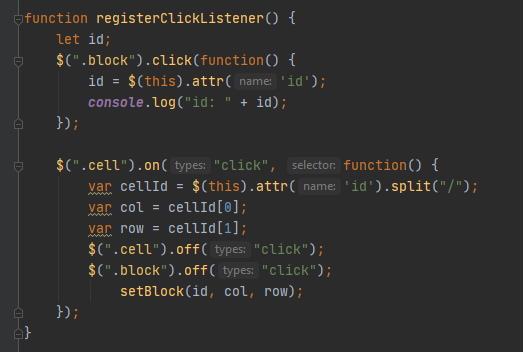 function registerClickListener() {
    let id;
    $(".block").click(function() {
        id = $(this).attr( name: 'id');
        console.log("id: " + id);
    });

    $(".cell").on( types: "click", selector: function() {
        var cellId = $(this).attr( name: 'id').split("/");
        var col = cellId[0];
        var row = cellId[1];
        $(".cell").off( types: "click");
        $(".block").off( types: "click");
            setBlock(id, col, row);
    });
}